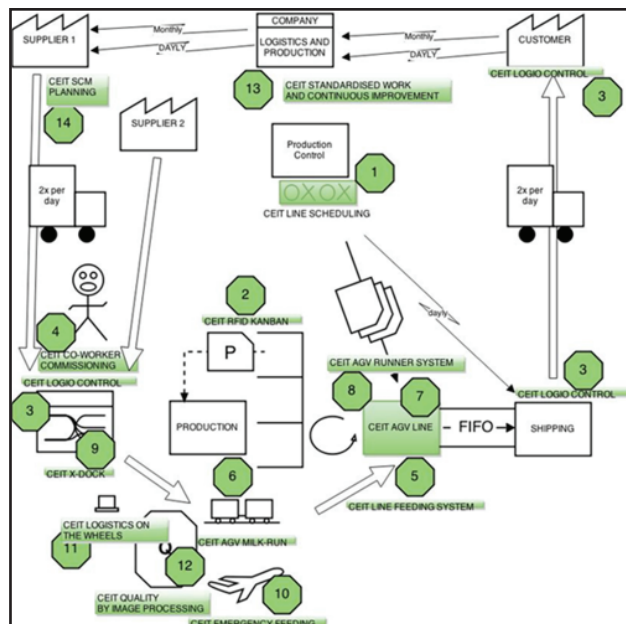 SUPPLIER 1
Monthly
DAYLY
COMPANY
LOGISTICS AND
PRODUCTION
Monthly
DAYLY
CUSTOMER
CEIT LOGIO CONTROL
3
CEIT SCM
PLANNING
14
13
CEIT STANDARDISED WORK
AND CONTINUOUS IMPROVEMENT
SUPPLIER 2
Production
Control
1
OXOX
CEIT LINE SCHEDULING
2x per
day
2x per
day
4
CEIT CO-WORKER
COMMISSIONING
CEIT LOGIO CONTROL
3
9
CEIT X-DOCK
2
CEIT RFID KANBAN
P
PRODUCTION
6
CEIT AGV MILK-RUN
dayly
CEIT AGV RUNNER SYSTEM
8
7
CEIT AGV LINE
FIFO
SHIPPING
3
CEIT LOGIO CONTROL
5
CEIT LINE FEEDING SYSTEM
CEIT LOGISTICS ON
THE WHEELS
11
Q
12
CEIT QUALITY
BY IMAGE PROCESSING
10
CEIT EMERGENCY FEEDING